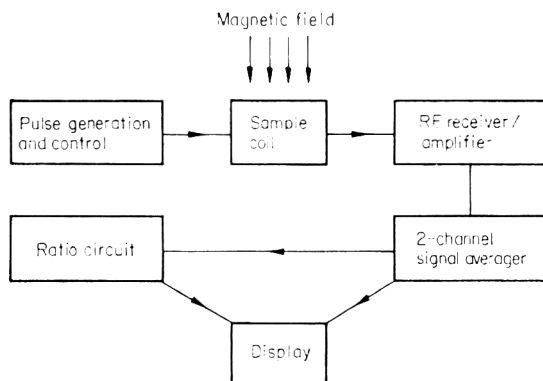 Magnetic field
Pulse generation
and control
Sample
coil
RF receiver/
amplifier
Ratio circuit
2-channel
signal averager
Display